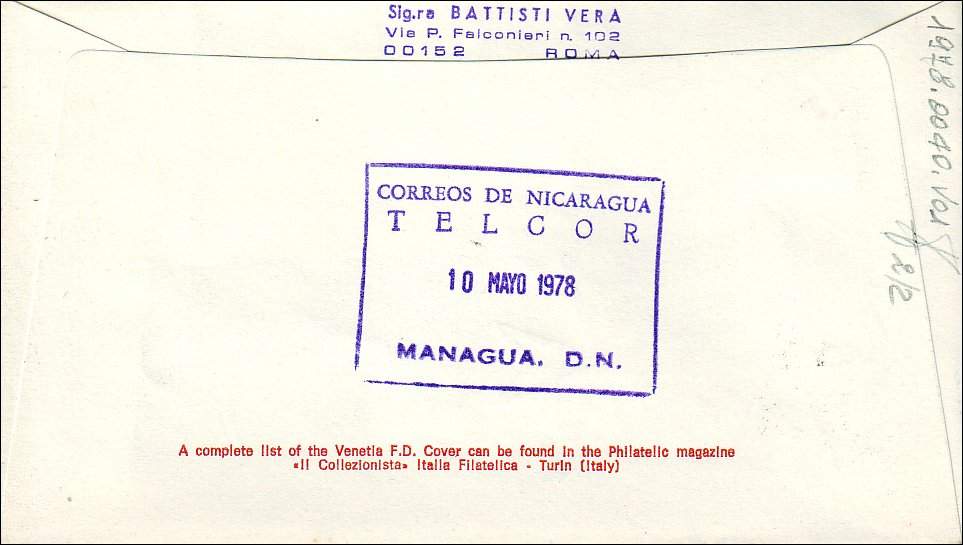 Sig.ra BATTISTI VERA
Via P. Falconieri n. 102
00152 ROMA
CORREOS DE NICARAGUA
TELCOR
10 MAYO 1978
MANAGUA. D.N.
A complete list of the Venetia F.D. Cover can be found in the Philatelic magazine
«Il Collezionista» Italia Filatelica - Turin (Italy)